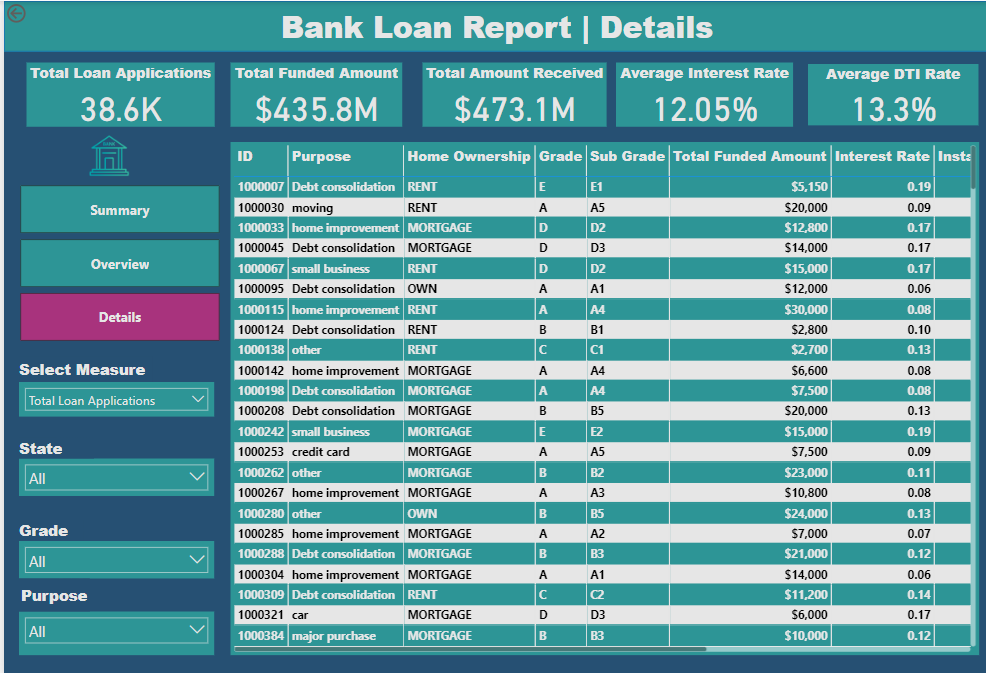 Bank Loan Report | Details
Total Loan Applications
38.6K
Total Funded Amount
$435.8M
Total Amount Received
$473.1M
Average Interest Rate
12.05%
Average DTI Rate
13.3%
Summary
Overview
Details
Select Measure
Total Loan Applications
State
All
Grade
All
Purpose
All
ID Purpose Home Ownership Grade Sub Grade Total Funded Amount Interest Rate Insta
1000007 Debt consolidation RENT E E1 $5,150 0.19
1000030 moving RENT A A5 $20,000 0.09
1000033 home improvement MORTGAGE D D2 $12,800 0.17
1000045 Debt consolidation MORTGAGE D D3 $14,000 0.17
1000067 small business RENT D D2 $15,000 0.17
1000095 Debt consolidation OWN A A1 $12,000 0.06
1000115 home improvement RENT A A4 $30,000 0.08
1000124 Debt consolidation RENT B B1 $2,800 0.10
1000138 other RENT C C1 $2,700 0.13
1000142 home improvement MORTGAGE A A4 $6,600 0.08
1000198 Debt consolidation MORTGAGE A A4 $7,500 0.08
1000208 Debt consolidation MORTGAGE B B5 $20,000 0.13
1000242 small business MORTGAGE E E2 $15,000 0.19
1000253 credit card MORTGAGE A A5 $7,500 0.09
1000262 other MORTGAGE B B2 $23,000 0.11
1000267 home improvement MORTGAGE A A3 $10,800 0.08
1000280 other OWN B B5 $24,000 0.13
1000285 home improvement MORTGAGE A A2 $7,000 0.07
1000288 Debt consolidation MORTGAGE B B3 $21,000 0.12
1000304 home improvement MORTGAGE A A1 $14,000 0.06
1000309 Debt consolidation RENT C C2 $11,200 0.14
1000321 car MORTGAGE D D3 $6,000 0.17
1000384 major purchase MORTGAGE B B3 $10,000 0.12